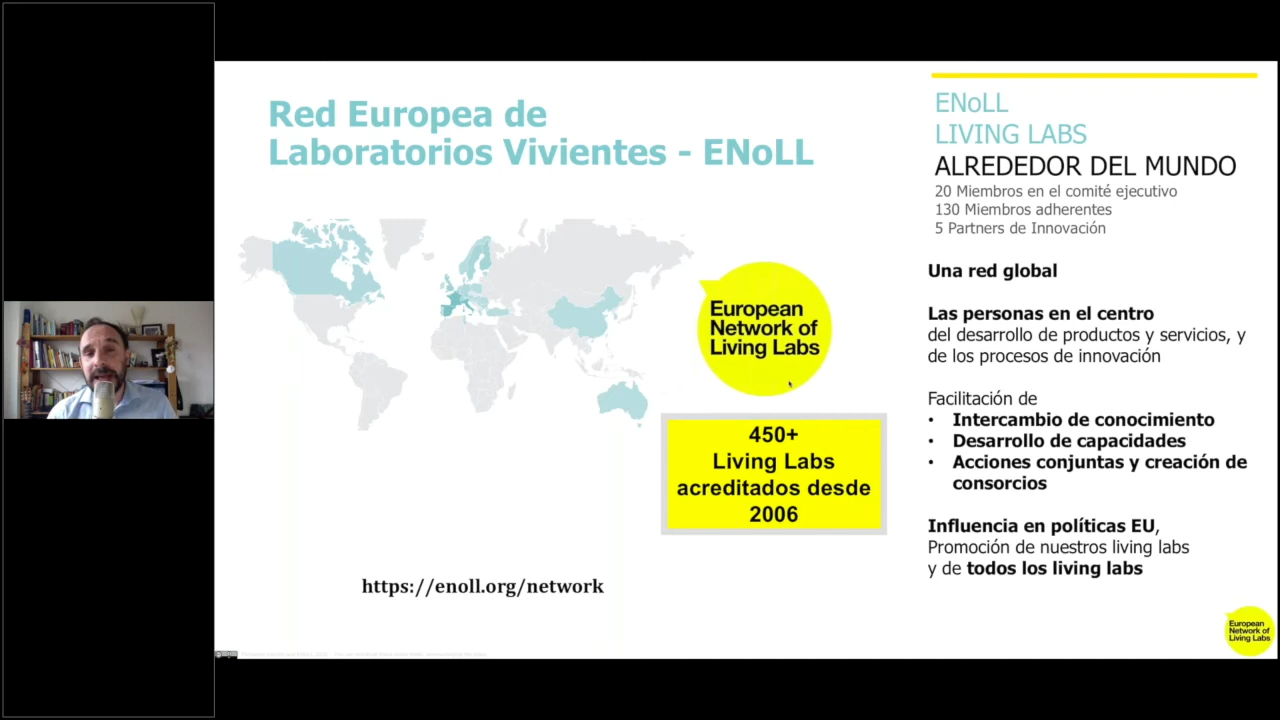 Red Europea de
Laboratorios Vivientes - ENoLL
European
Network of
Living Labs
450+
Living Labs
acreditados desde
2006
https://enoll.org/network
ENoLL
LIVING LABS
ALREDEDOR DEL MUNDO
20 Miembros en el comité ejecutivo
130 Miembros adherentes
5 Partners de Innovación
Una red global
Las personas en el centro
del desarrollo de productos y servicios, y
de los procesos de innovación
Facilitación de
• Intercambio de conocimiento
• Desarrollo de capacidades
• Acciones conjuntas y creación de
consorcios
Influencia en políticas EU,
Promoción de nuestros living labs
y de todos los living labs
European
Network of
Living Labs